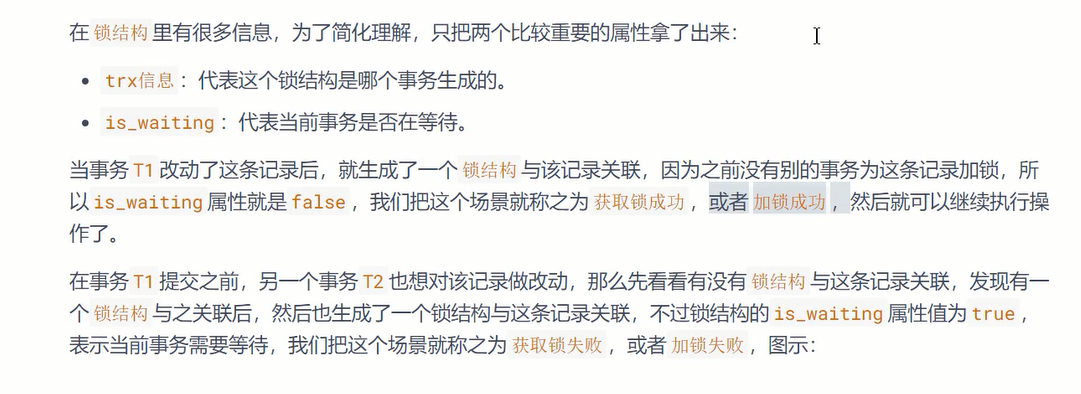 在锁结构里有很多信息，为了简化理解，只把两个比较重要的属性拿了出来：
• trx信息：代表这个锁结构是哪个事务生成的。
• is_waiting：代表当前事务是否在等待。
当事务T1改动了这条记录后，就生成了一个锁结构与该记录关联，因为之前没有别的事务为这条记录加锁，所
以is_waiting属性就是false，我们把这个场景就称之为获取锁成功，或者加锁成功，然后就可以继续执行操
作了。
在事务T1提交之前，另一个事务T2也想对该记录做改动，那么先看看有没有锁结构与这条记录关联，发现有一
个锁结构与之关联后，然后也生成了一个锁结构与这条记录关联，不过锁结构的is_waiting属性值为true，
表示当前事务需要等待，我们把这个场景就称之为获取锁失败，或者加锁失败，图示：